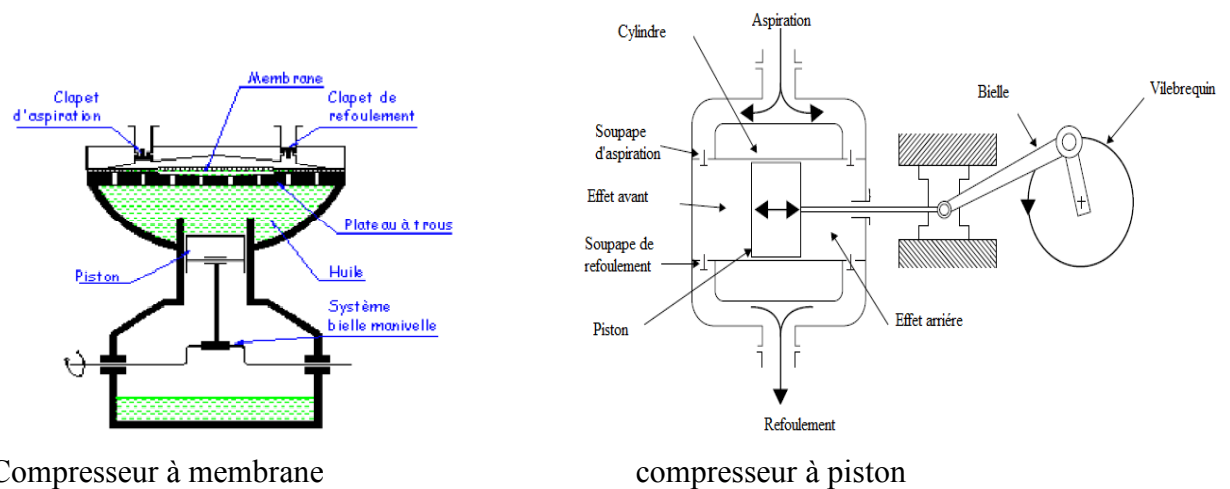 Membrane
Clapet
d'aspiration
Clapet de
refoulement
Plateau à trous
Piston
Huile
Système
bielle manivelle
Aspiration
Cylindre
Bielle
Vilebrequin
Soupape
d'aspiration
Effet avant
Soupape de
refoulement
Piston
Effet arriére
Refoulement
Compresseur à membrane
compresseur à piston